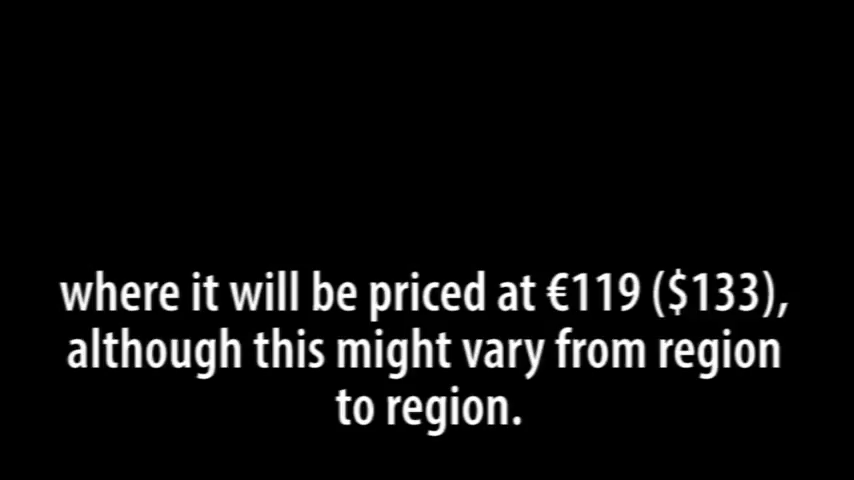 where it will be priced at €119 ($133),
although this might vary from region
to region.